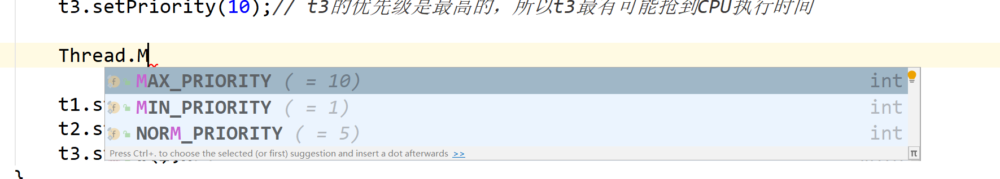 t3.setPriority(10);// t3的优先级是最高的，所以t3最有可能抢到CPU执行时间
Thread.M
MAX_PRIORITY ( = 10) int
MIN_PRIORITY ( = 1) int
NORM_PRIORITY ( = 5) int
t1.s
t2.s
t3.s
Press Ctrl+. to choose the selected (or first) suggestion and insert a dot afterwards >>
π
}